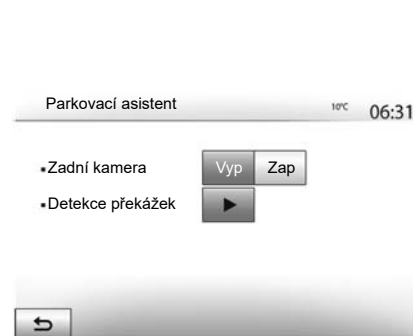 Parkovací asistent 10°C 06:31
▪Zadní kamera Vyp Zap
▪Detekce překážek